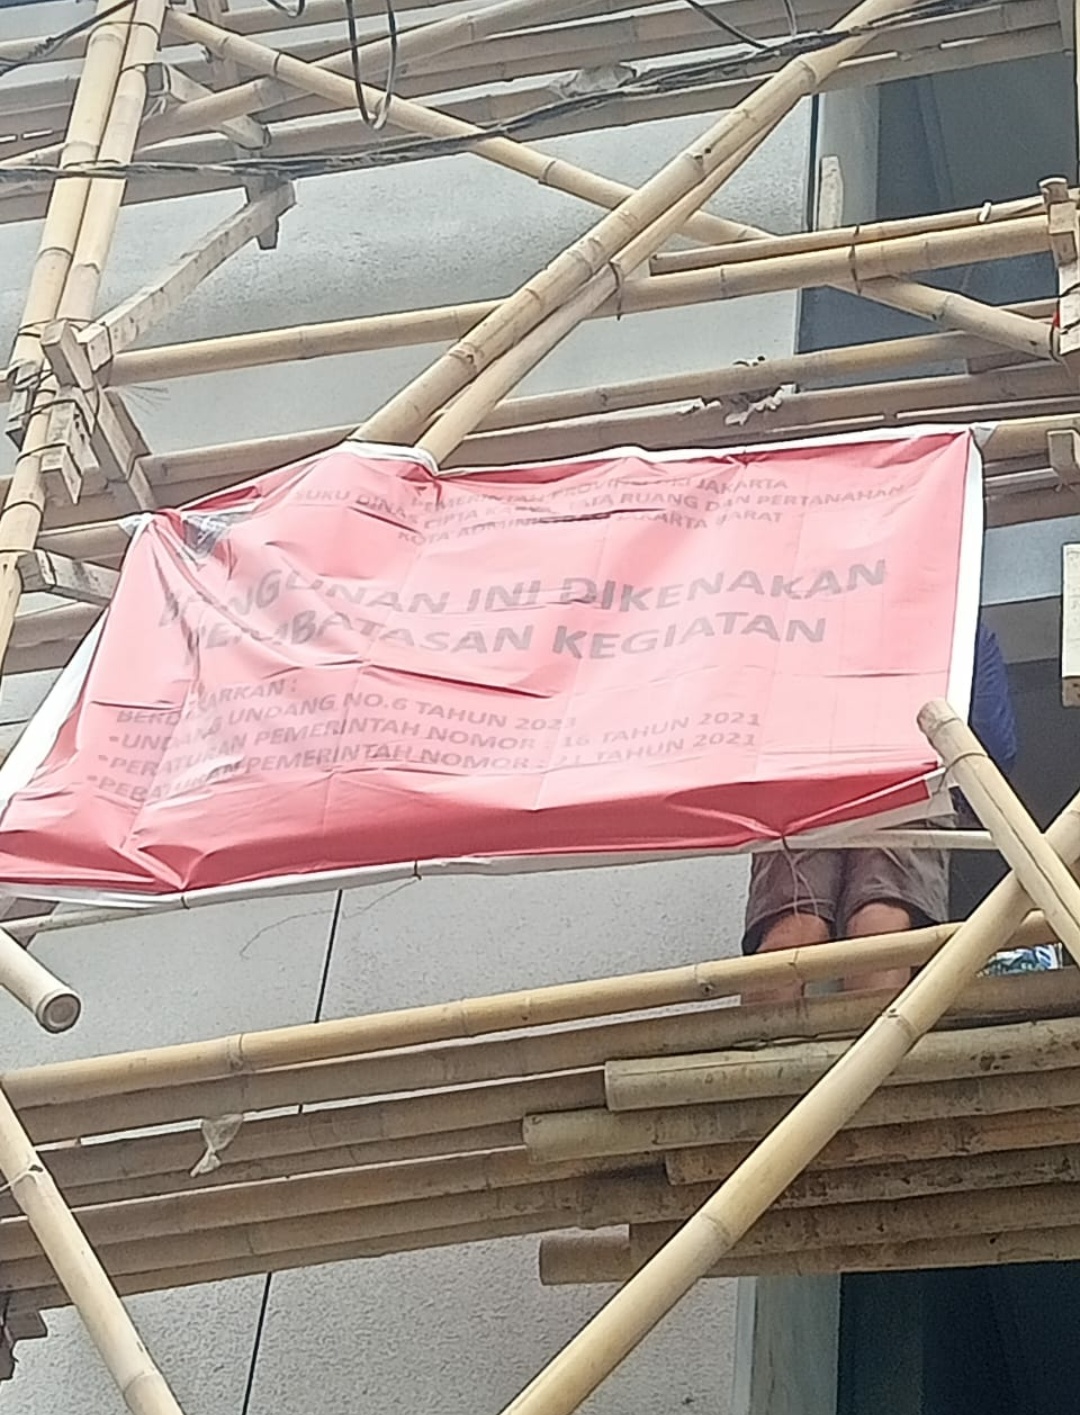 PEMERINTAH PROVINSI DKI JAKARTA
SUKU DINAS CIPTA KARYA, TATA RUANG DAN PERTANAHAN
KOTA ADMINISTRASI JAKARTA BARAT
BANGUNAN INI DIKENAKAN
PEMBATASAN KEGIATAN
BERDASARKAN :
•UNDANG UNDANG NO.6 TAHUN 2023
•PERATURAN PEMERINTAH NOMOR : 16 TAHUN 2021
•PERATURAN PEMERINTAH NOMOR : 21 TAHUN 2021